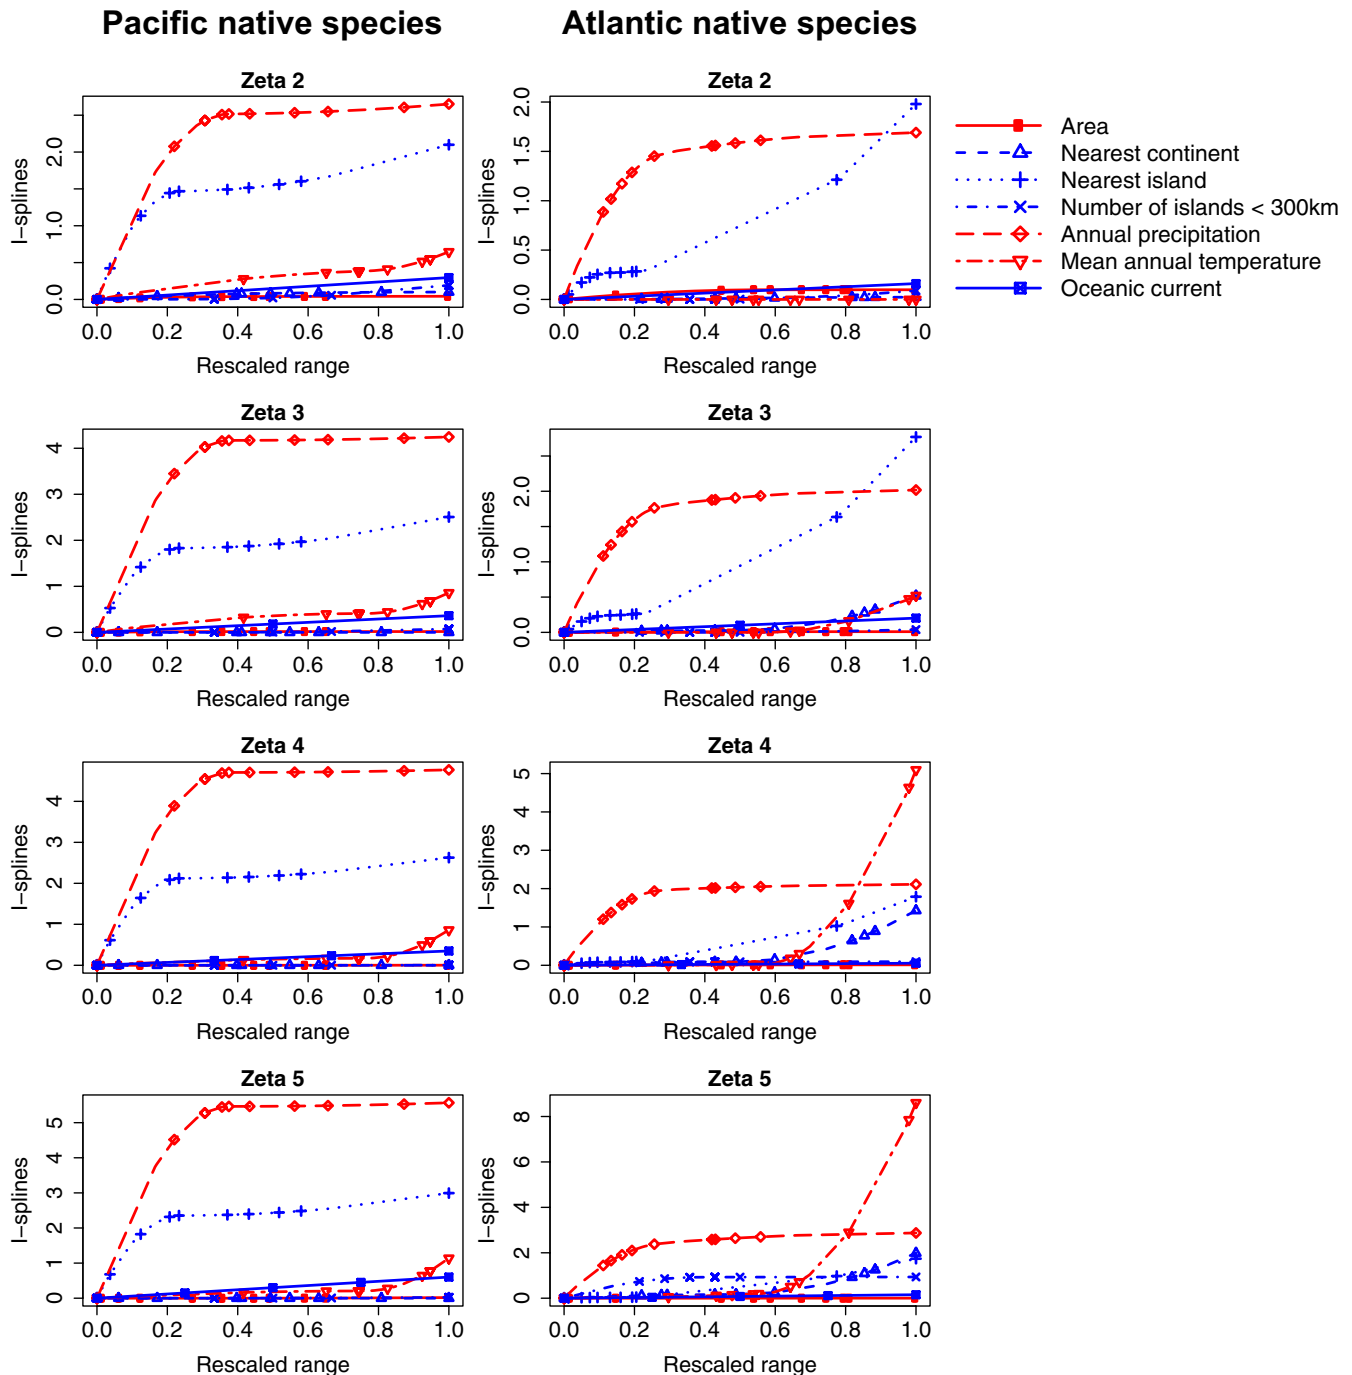 Pacific native species
Atlantic native species
Zeta 2
I-splines
0.0 1.0 2.0
0.0 0.2 0.4 0.6 0.8 1.0
Rescaled range
Zeta 2
I-splines
0.0 0.5 1.0 1.5 2.0
0.0 0.2 0.4 0.6 0.8 1.0
Rescaled range
Area
Nearest continent
Nearest island
Number of islands < 300km
Annual precipitation
Mean annual temperature
Oceanic current
Zeta 3
I-splines
0 1 2 3 4
0.0 0.2 0.4 0.6 0.8 1.0
Rescaled range
Zeta 3
I-splines
0.0 1.0 2.0
0.0 0.2 0.4 0.6 0.8 1.0
Rescaled range
Zeta 4
I-splines
0 1 2 3 4
0.0 0.2 0.4 0.6 0.8 1.0
Rescaled range
Zeta 4
I-splines
0 1 2 3 4 5
0.0 0.2 0.4 0.6 0.8 1.0
Rescaled range
Zeta 5
I-splines
0 1 2 3 4 5
0.0 0.2 0.4 0.6 0.8 1.0
Rescaled range
Zeta 5
I-splines
0 2 4 6 8
0.0 0.2 0.4 0.6 0.8 1.0
Rescaled range